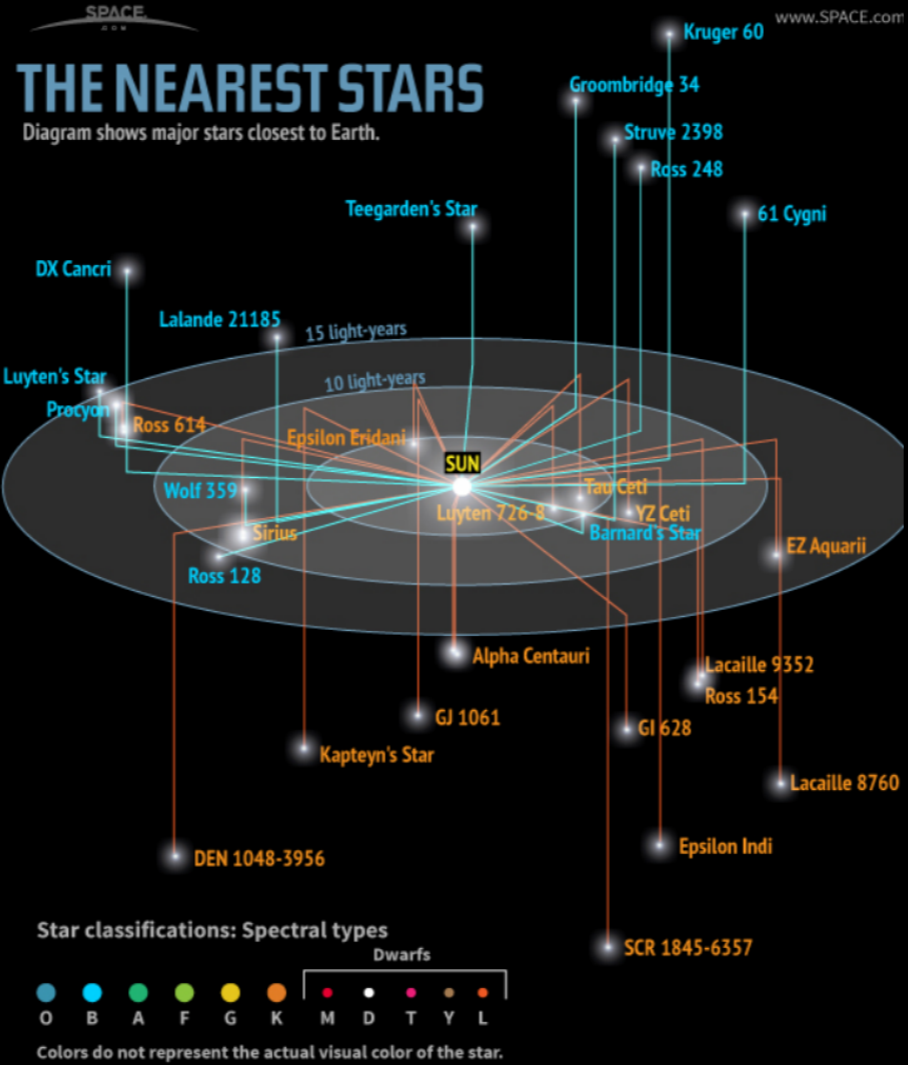 SPACE
.COM
www.SPACE.com
THE NEAREST STARS
Diagram shows major stars closest to Earth.
Kruger 60
Groombridge 34
Struve 2398
Ross 248
Teegarden's Star
61 Cygni
DX Cancri
Lalande 21185
15 light-years
Luyten's Star
10 light-years
Procyon
Ross 614
Epsilon Eridani
SUN
Wolf 359
Tau Ceti
Luyten 726-8
YZ Ceti
Sirius
Barnard's Star
EZ Aquarii
Ross 128
Alpha Centauri
Lacaille 9352
Ross 154
GJ 1061
GI 628
Kapteyn's Star
Lacaille 8760
Epsilon Indi
DEN 1048-3956
SCR 1845-6357
Star classifications: Spectral types
Dwarfs
O B A F G K M D T Y L
Colors do not represent the actual visual color of the star.